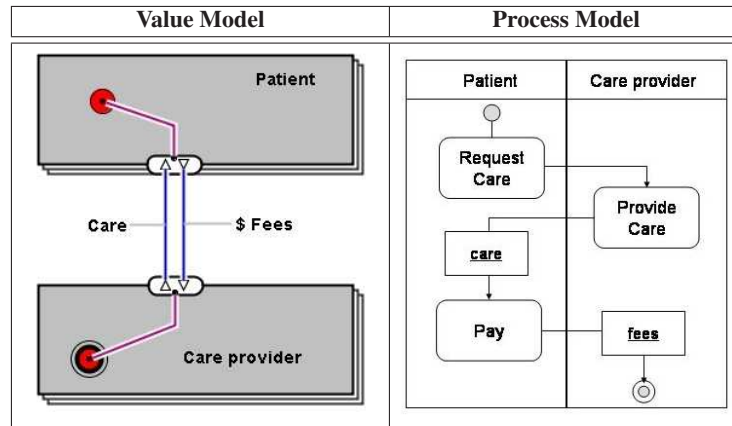 Value Model
Process Model
Patient
Care
$ Fees
Care provider
Patient
Care provider
Request
Care
Provide
Care
care
Pay
fees